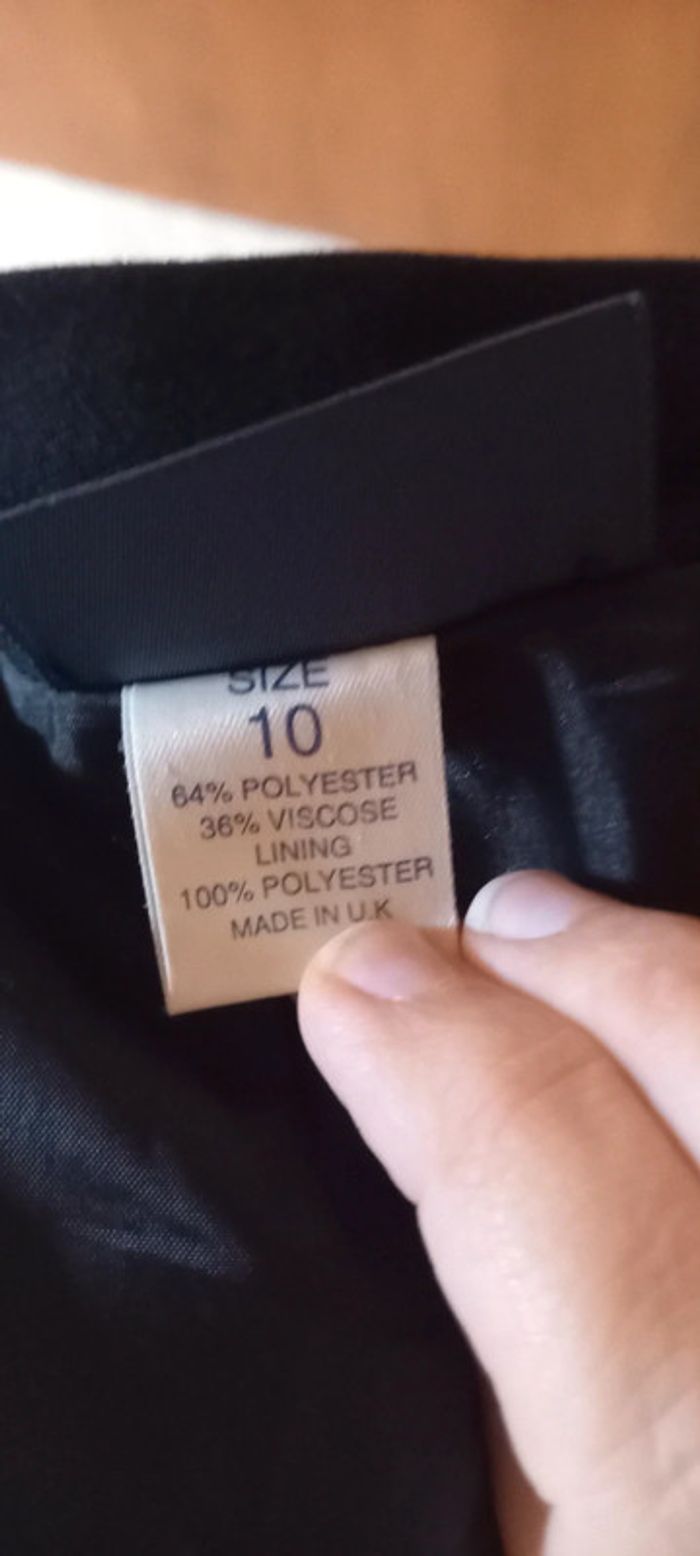 SIZE
10
64% POLYESTER
36% VISCOSE
LINING
100% POLYESTER
MADE IN U.K